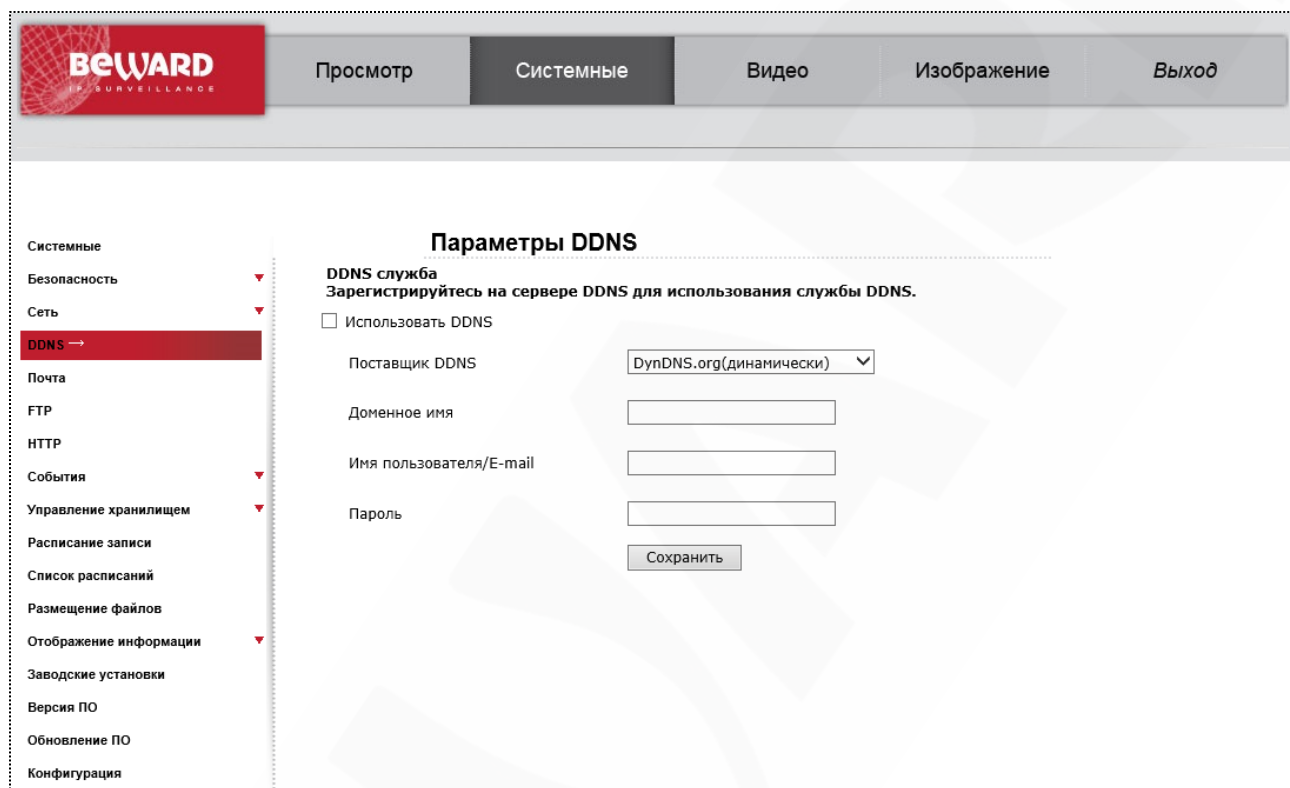 BEWARD
IP SURVEILLANCE
Просмотр
Системные
Видео
Изображение
Выход
Системные
Безопасность
Сеть
DDNS →
Почта
FTP
HTTP
События
Управление хранилищем
Расписание записи
Список расписаний
Размещение файлов
Отображение информации
Заводские установки
Версия ПО
Обновление ПО
Конфигурация
Параметры DDNS
DDNS служба
Зарегистрируйтесь на сервере DDNS для использования службы DDNS.
Использовать DDNS
Поставщик DDNS
DynDNS.org(динамически)
Доменное имя
Имя пользователя/E-mail
Пароль
Сохранить